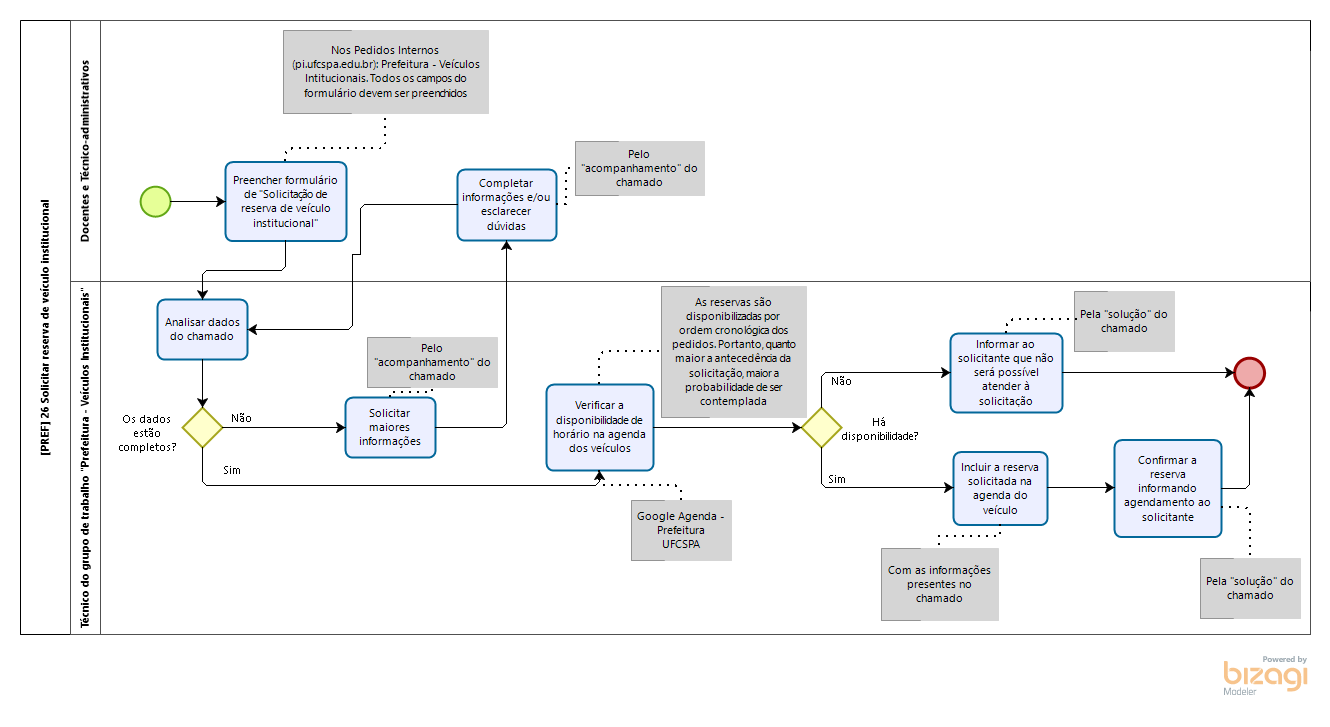 [PREF] 26 Solicitar reserva de veículo institucional
Docentes e Técnico-administrativos
Nos Pedidos Internos
(pi.ufcspa.edu.br): Prefeitura - Veículos
Intitucionais. Todos os campos do
formulário devem ser preenchidos
Preencher formulário
de "Solicitação de
reserva de veículo
institucional"
Completar
informações e/ou
esclarecer
dúvidas
Pelo
"acompanhamento" do
chamado
Técnico do grupo de trabalho "Prefeitura - Veículos Institucionais"
Analisar dados
do chamado
Os dados
estão
completos?
Não
Sim
Pelo
"acompanhamento" do
chamado
Solicitar
maiores
informações
As reservas são
disponibilizadas por
ordem cronológica dos
pedidos. Portanto, quanto
maior a antecedência da
solicitação, maior a
probabilidade de ser
contemplada
Verificar a
disponibilidade de
horário na agenda
dos veículos
Google Agenda -
Prefeitura
UFCSPA
Há
disponibilidade?
Não
Sim
Informar ao
solicitante que não
será possível
atender à
solicitação
Pela "solução" do
chamado
Incluir a reserva
solicitada na
agenda do
veículo
Com as informações
presentes no
chamado
Confirmar a
reserva
informando
agendamento ao
solicitante
Pela "solução" do
chamado
Powered by
bizagi
Modeler